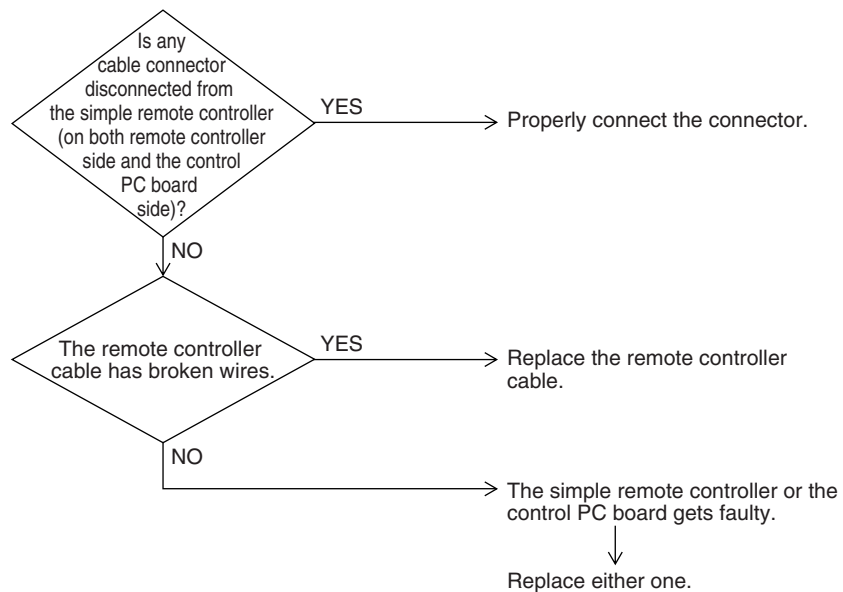 Is any
cable connector
disconnected from
the simple remote controller
(on both remote controller
side and the control
PC board
side)?
YES
Properly connect the connector.
NO
The remote controller
cable has broken wires.
YES
Replace the remote controller
cable.
NO
The simple remote controller or the
control PC board gets faulty.
Replace either one.